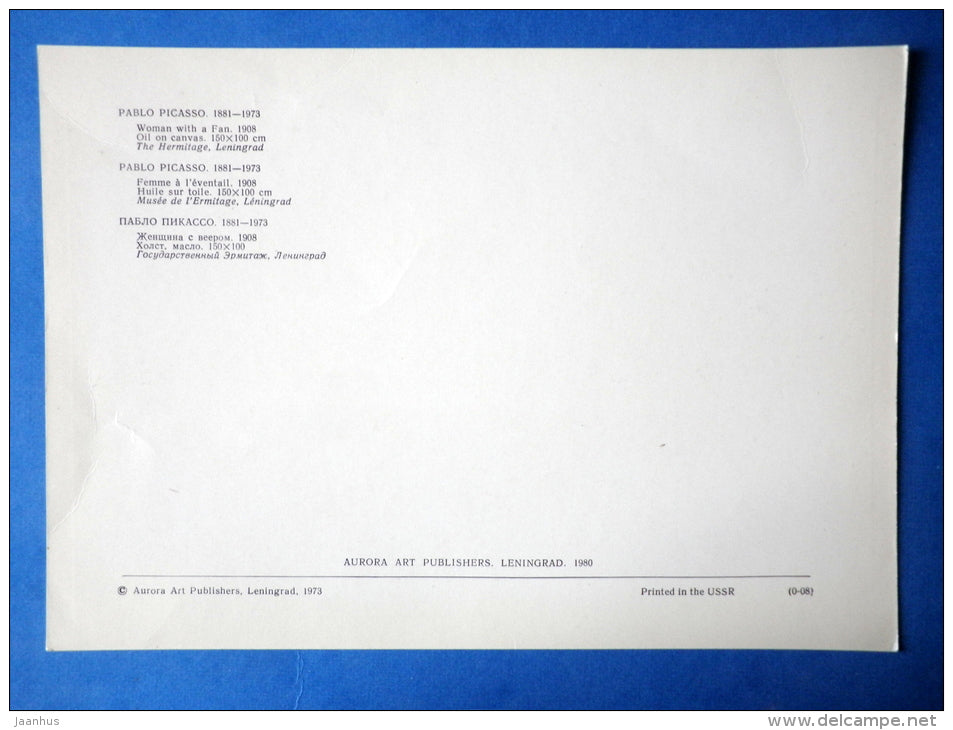 PABLO PICASSO. 1881—1973
Woman with a Fan. 1908
Oil on canvas. 150×100 cm
The Hermitage, Leningrad
PABLO PICASSO. 1881—1973
Femme à l'éventail. 1908
Huile sur toile. 150×100 cm
Musée de l'Ermitage, Léningrad
ПАБЛО ПИКАССО. 1881—1973
Женщина с веером. 1908
Холст, масло. 150×100
Государственный Эрмитаж, Ленинград
AURORA ART PUBLISHERS. LENINGRAD. 1980
© Aurora Art Publishers, Leningrad, 1973 Printed in the USSR (0-08)
jaanhus
www.delcampe.net